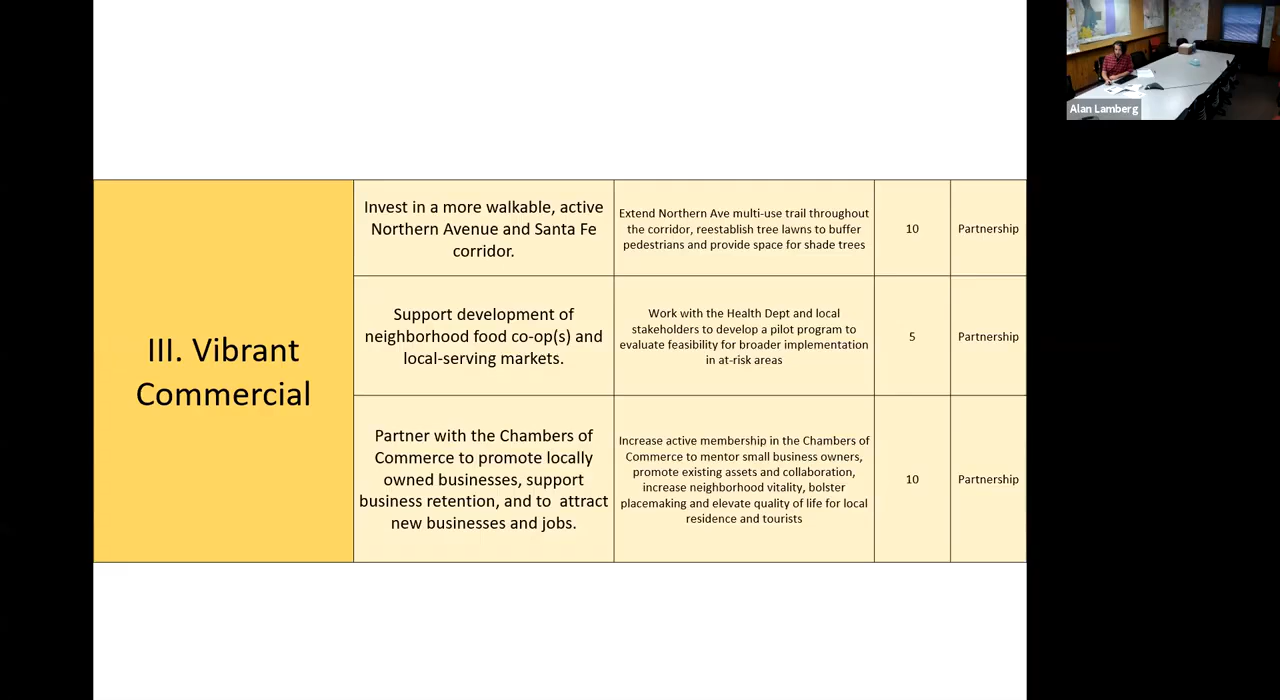 Alan Lamberg
III. Vibrant
Commercial
Invest in a more walkable, active
Northern Avenue and Santa Fe
corridor.
Extend Northern Ave multi-use trail throughout
the corridor, reestablish tree lawns to buffer
pedestrians and provide space for shade trees
10
Partnership
Support development of
neighborhood food co-op(s) and
local-serving markets.
Work with the Health Dept and local
stakeholders to develop a pilot program to
evaluate feasibility for broader implementation
in at-risk areas
5
Partnership
Partner with the Chambers of
Commerce to promote locally
owned businesses, support
business retention, and to  attract
new businesses and jobs.
Increase active membership in the Chambers of
Commerce to mentor small business owners,
promote existing assets and collaboration,
increase neighborhood vitality, bolster
placemaking and elevate quality of life for local
residence and tourists
10
Partnership